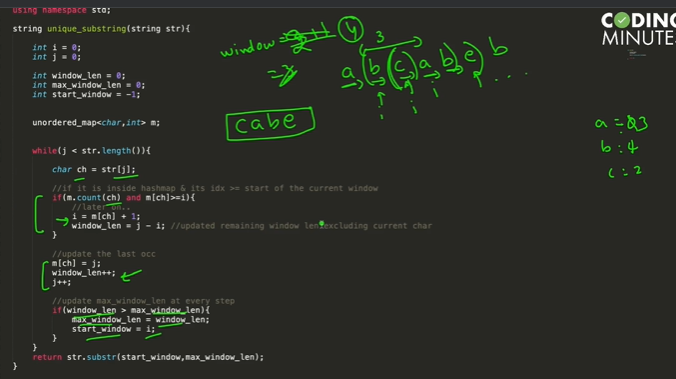 using namespace std;
string unique_substring(string str){
int i = 0;
int j = 0;
int window_len = 0;
int max_window_len = 0;
int start_window = -1;
unordered_map<char,int> m;
while(j < str.length()){
char ch = str[j];
//if it is inside hashmap & its idx >= start of the current window
if(m.count(ch) and m[ch]>=i){
//later on..
i = m[ch] + 1;
window_len = j - i; //updated remaining window len excluding current char
}
//update the last occ
m[ch] = j;
window_len++;
j++;
//update max_window_len at every step
if(window_len > max_window_len){
max_window_len = window_len;
start_window = i;
}
}
return str.substr(start_window,max_window_len);
}
CODING
MINUTES
3
window = 4
a (b (c) a b) e) b ...
i i i
cabe
a = 3
b : 4
c : 2